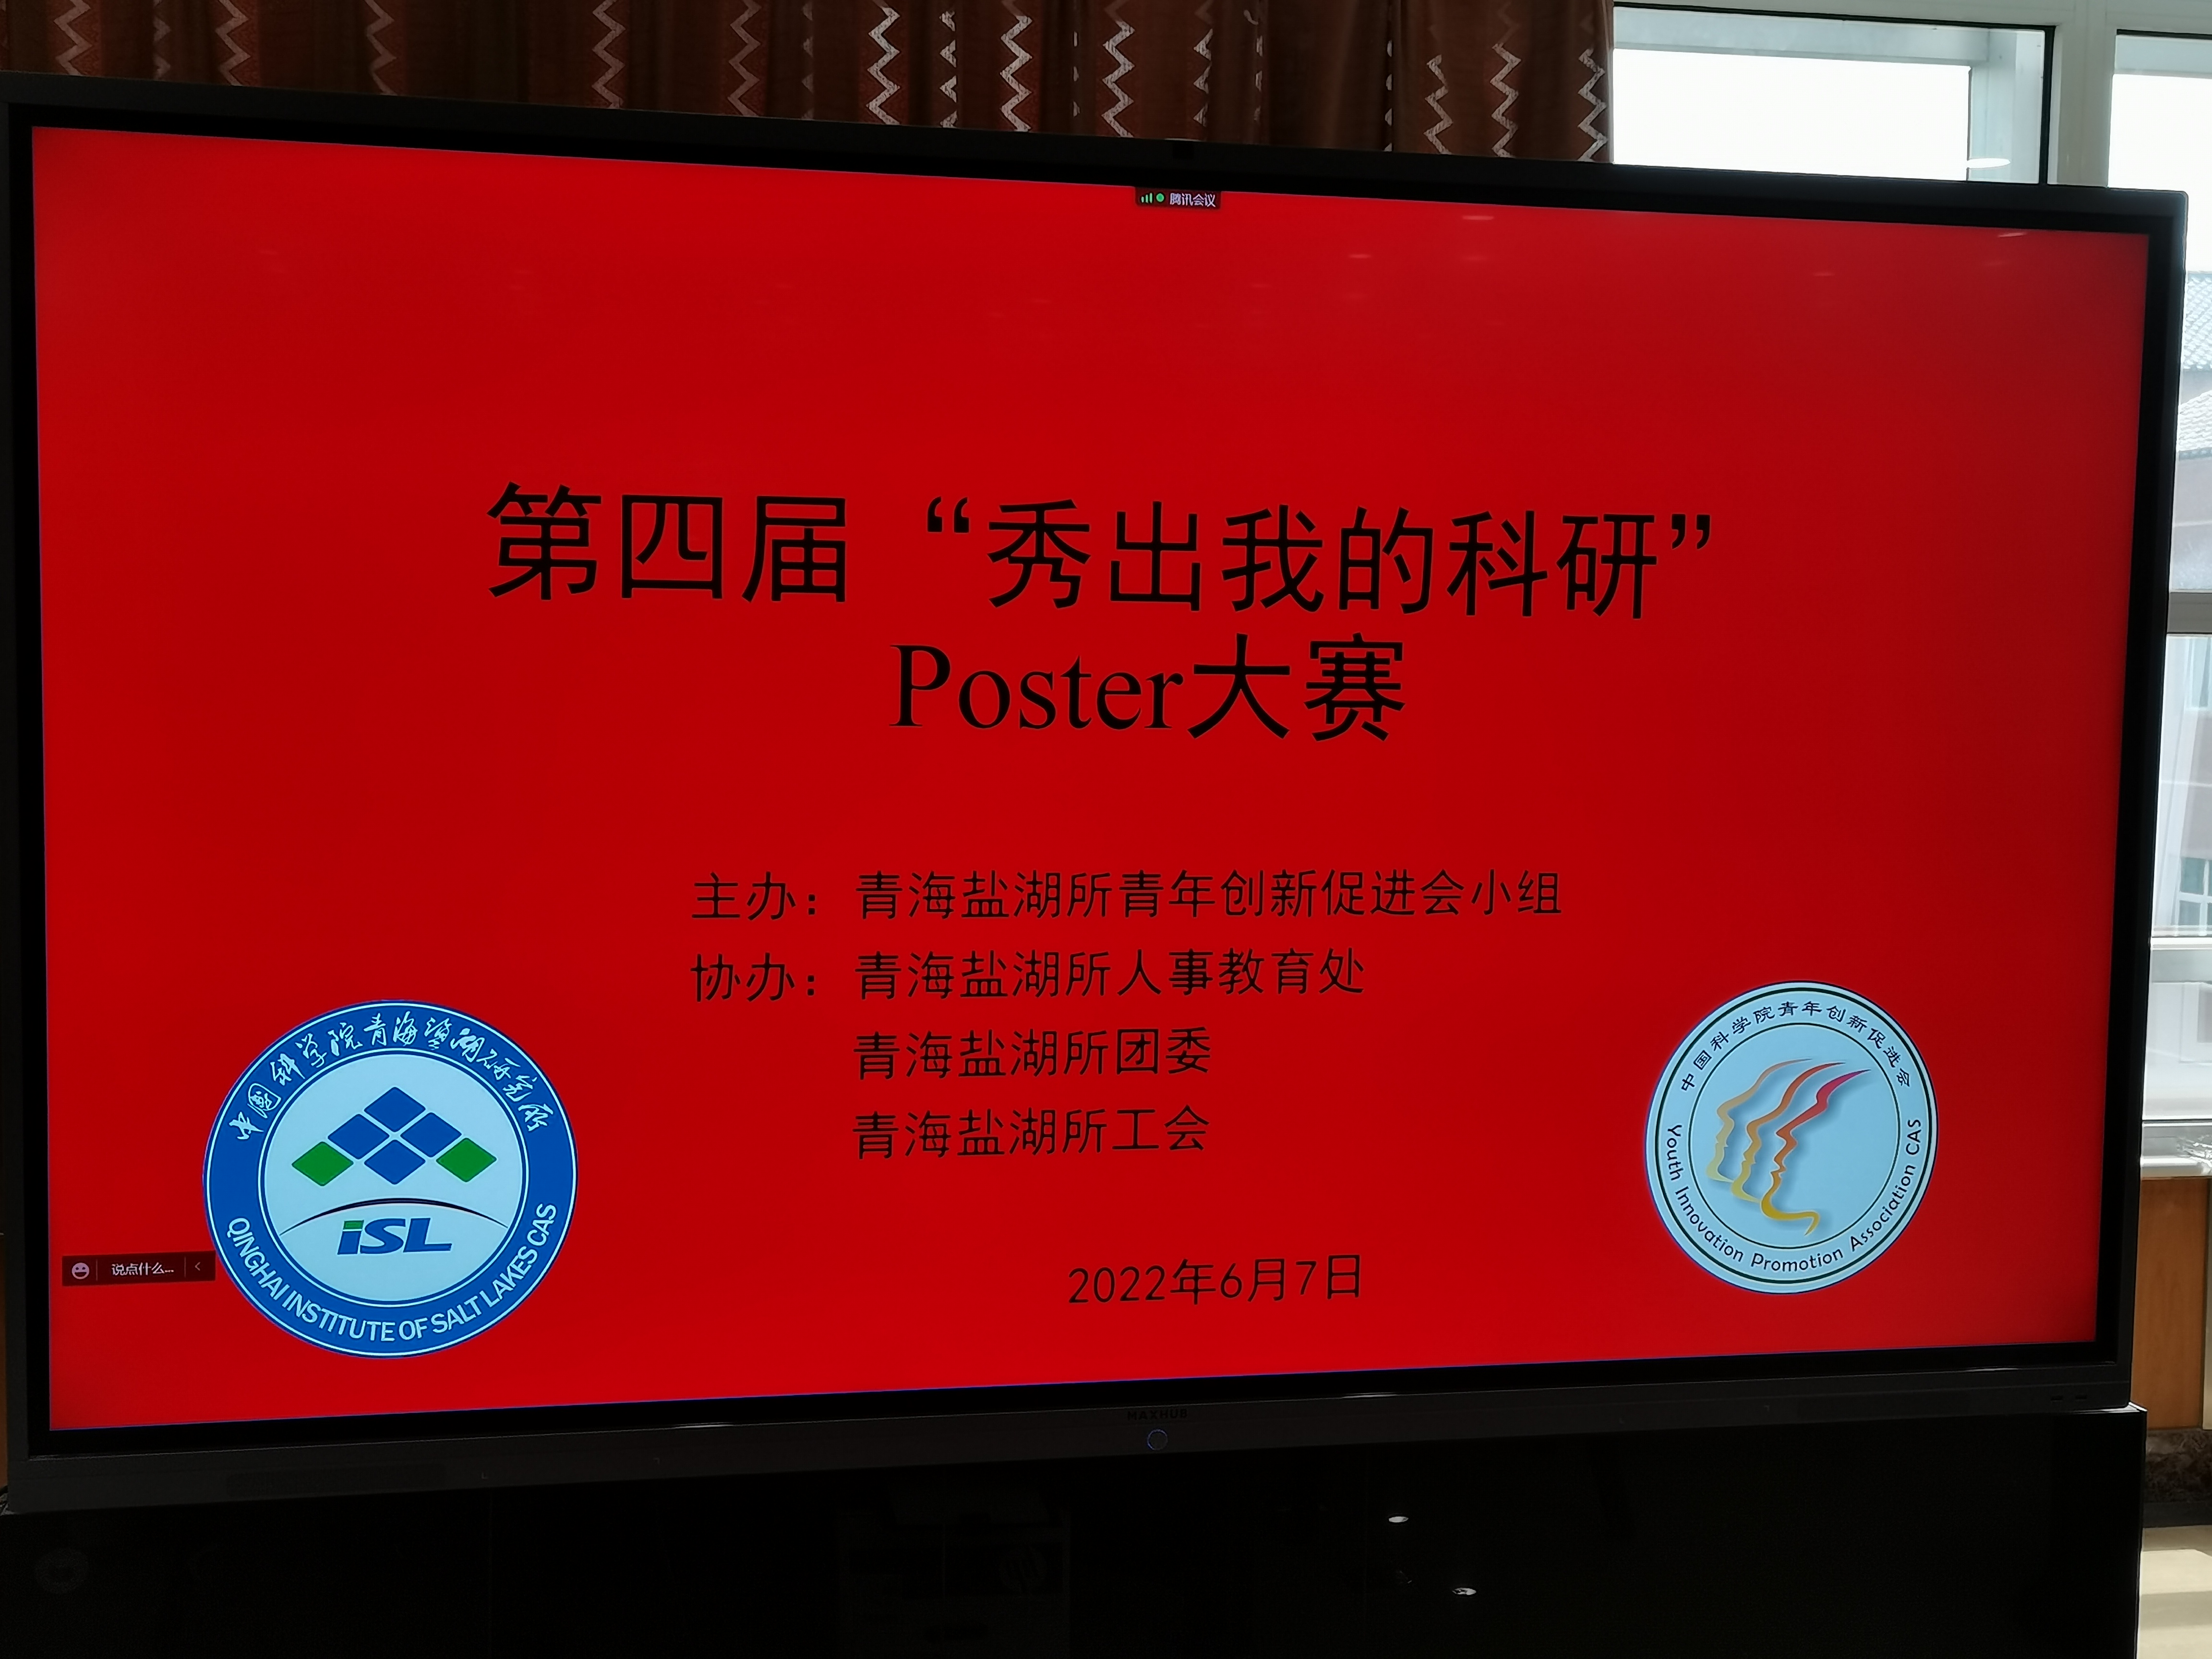 腾讯会议
第四届“秀出我的科研”
Poster大赛
主办：青海盐湖所青年创新促进会小组
协办：青海盐湖所人事教育处
青海盐湖所团委
青海盐湖所工会
2022年6月7日
中国科学院青海盐湖研究所
iSL
QINGHAI INSTITUTE OF SALT LAKES CAS
中国科学院青年创新促进会
Youth Innovation Promotion Association CAS
说点什么...
MAXHUB